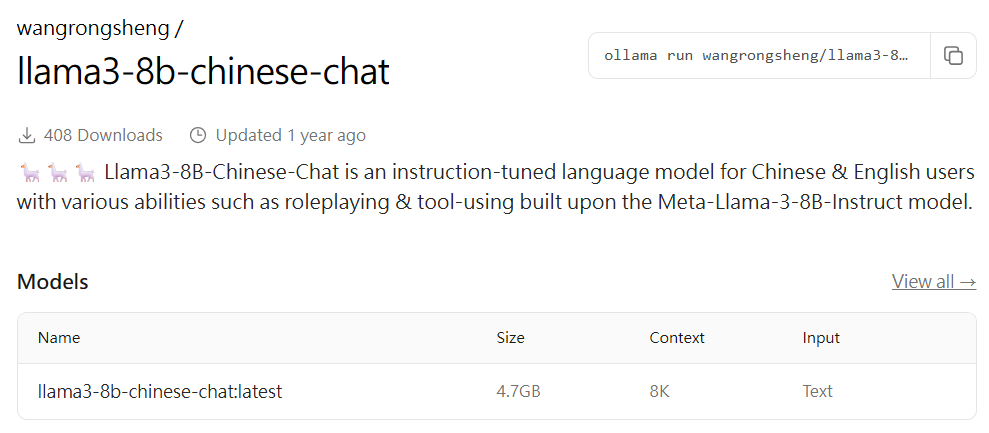 wangrongsheng /
llama3-8b-chinese-chat
ollama run wangrongsheng/llama3-8…
408 Downloads Updated 1 year ago
🦙🦙🦙 Llama3-8B-Chinese-Chat is an instruction-tuned language model for Chinese & English users
with various abilities such as roleplaying & tool-using built upon the Meta-Llama-3-8B-Instruct model.
Models View all →
Name Size Context Input
llama3-8b-chinese-chat:latest 4.7GB 8K Text